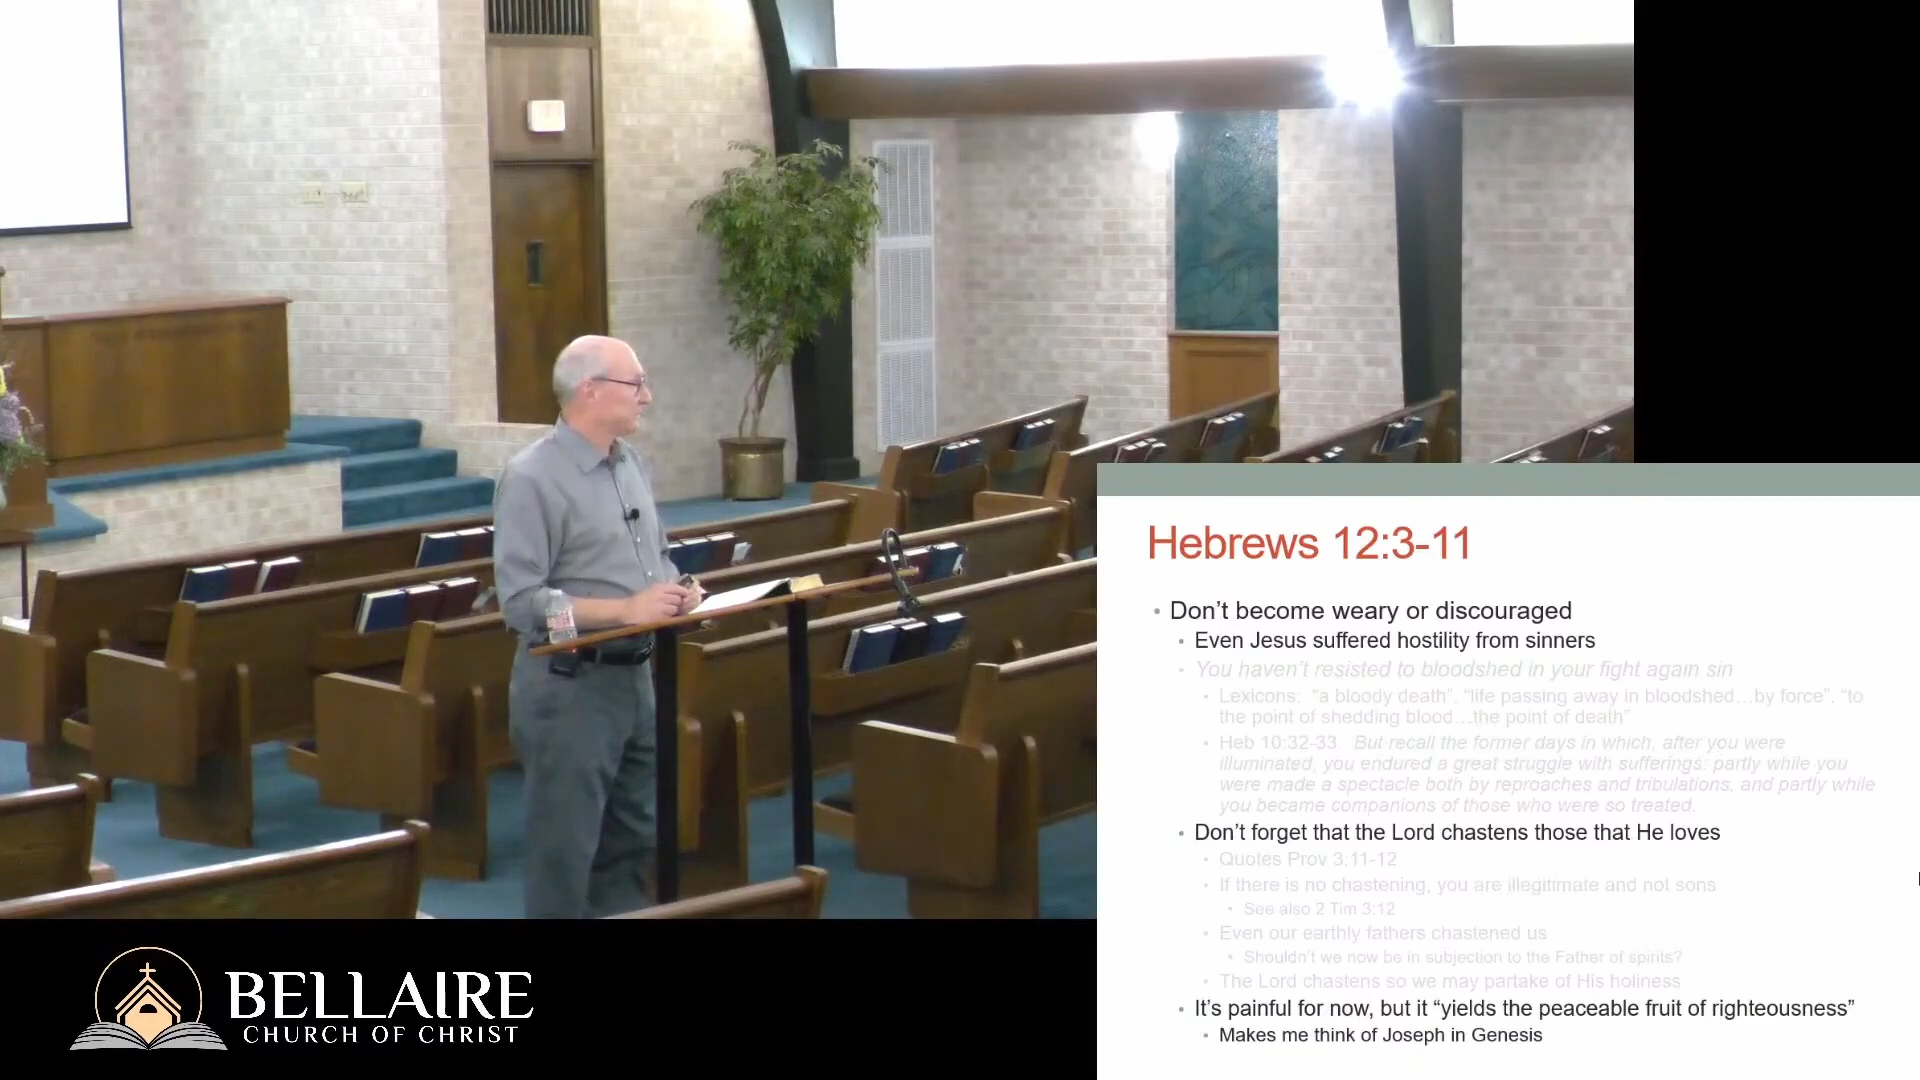 Hebrews 12:3-11
• Don't become weary or discouraged
• Even Jesus suffered hostility from sinners
• You haven't resisted to bloodshed in your fight again sin
• Lexicons: "a bloody death", "life passing away in bloodshed…by force", "to
the point of shedding blood…the point of death"
• Heb 10:32-33 But recall the former days in which, after you were
illuminated, you endured a great struggle with sufferings: partly while you
were made a spectacle both by reproaches and tribulations, and partly while
you became companions of those who were so treated.
• Don't forget that the Lord chastens those that He loves
• Quotes Prov 3:11-12
• If there is no chastening, you are illegitimate and not sons
• See also 2 Tim 3:12
• Even our earthly fathers chastened us
• Shouldn't we now be in subjection to the Father of spirits?
• The Lord chastens so we may partake of His holiness
• It's painful for now, but it "yields the peaceable fruit of righteousness"
• Makes me think of Joseph in Genesis
BELLAIRE
CHURCH OF CHRIST